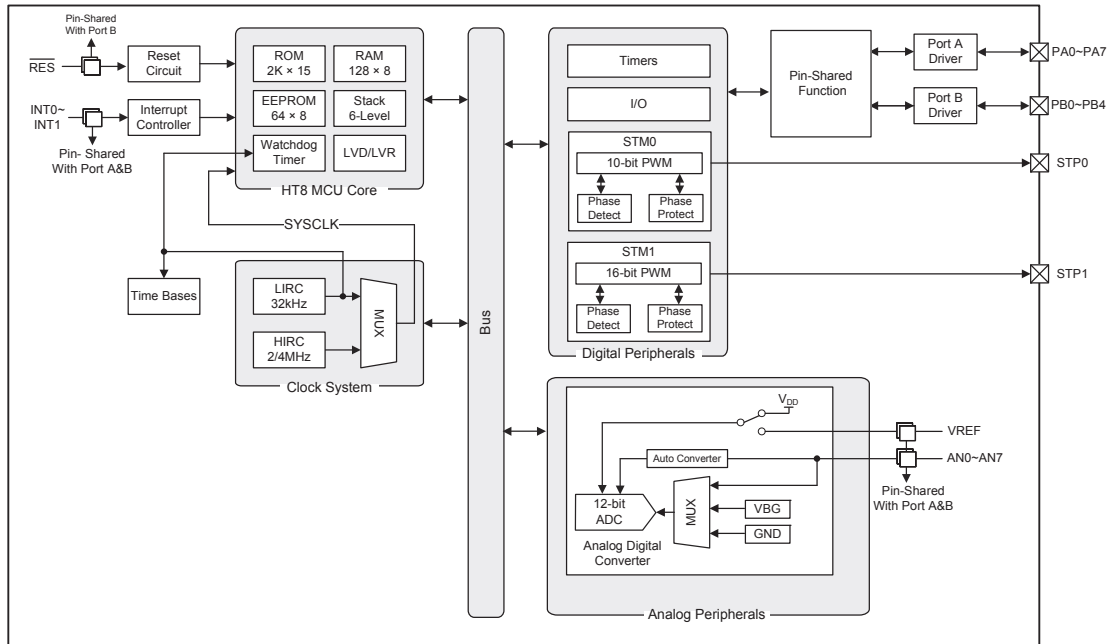 Pin-Shared
With Port B
RES
Reset
Circuit
INT0~
INT1
Interrupt
Controller
Pin- Shared
With Port A&B
ROM
2K × 15
RAM
128 × 8
EEPROM
64 × 8
Stack
6-Level
Watchdog
Timer
LVD/LVR
HT8 MCU Core
SYSCLK
Time Bases
LIRC
32kHz
HIRC
2/4MHz
MUX
Clock System
Bus
Timers
I/O
STM0
10-bit PWM
Phase
Detect
Phase
Protect
STM1
16-bit PWM
Phase
Detect
Phase
Protect
Digital Peripherals
Pin-Shared
Function
Port A
Driver
Port B
Driver
PA0~PA7
PB0~PB4
STP0
STP1
VDD
VREF
Auto Converter
AN0~AN7
Pin-Shared
With Port A&B
12-bit
ADC
MUX
VBG
GND
Analog Digital
Converter
Analog Peripherals